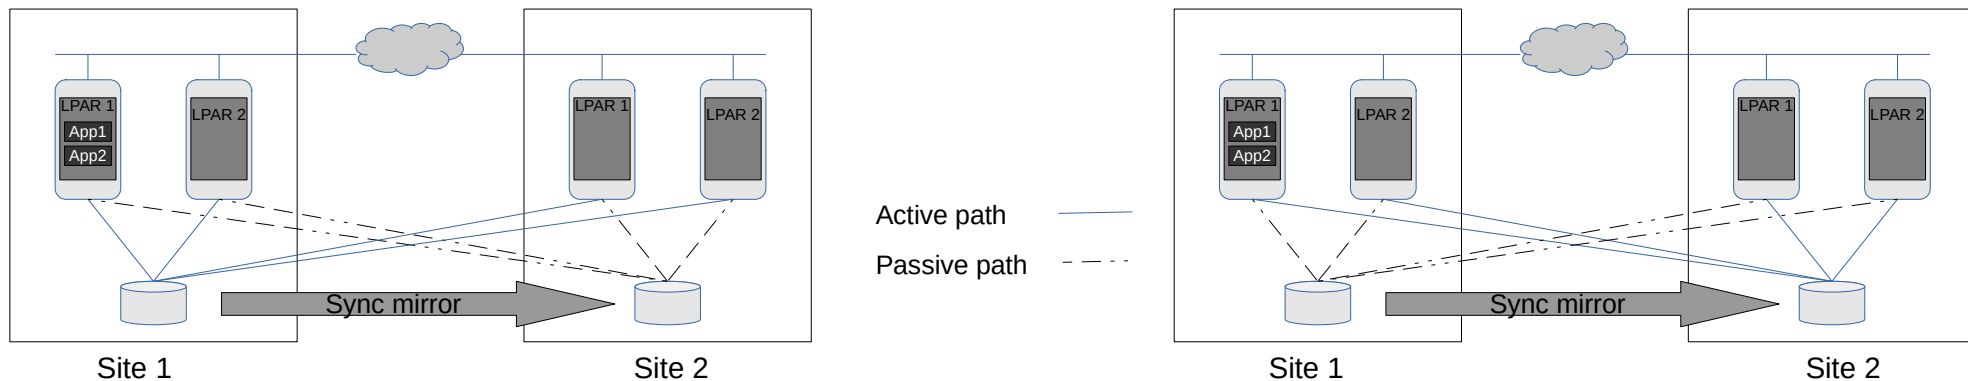 LPAR 1
App1
App2
LPAR 2
LPAR 1
LPAR 2
Sync mirror
Site 1
Site 2
Active path
Passive path
LPAR 1
App1
App2
LPAR 2
LPAR 1
LPAR 2
Sync mirror
Site 1
Site 2